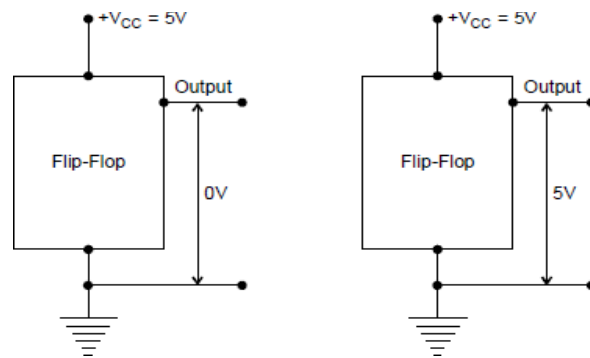 +VCC = 5V
Output
Flip-Flop
0V
+VCC = 5V
Output
Flip-Flop
5V